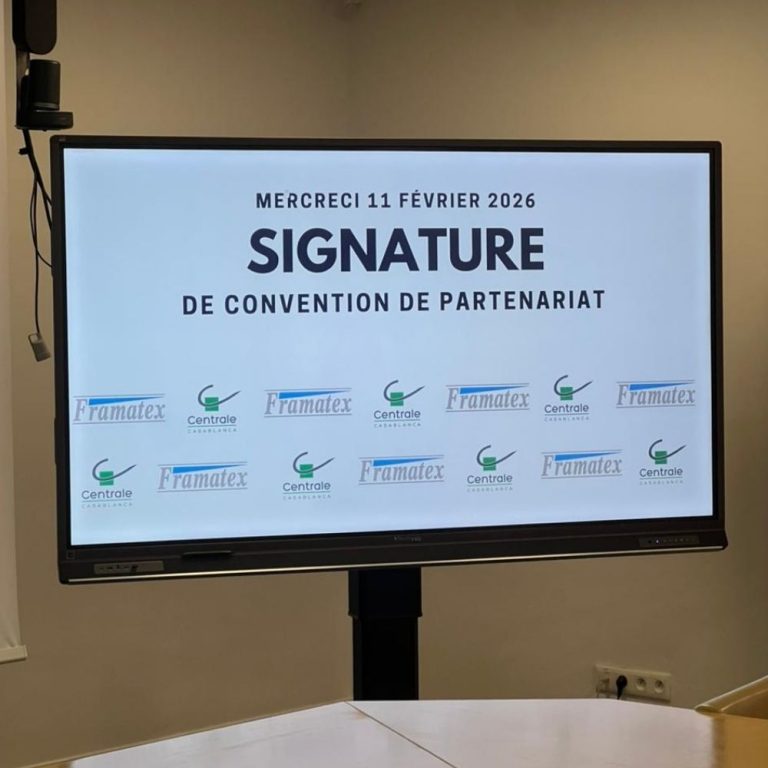 MERCRECI 11 FÉVRIER 2026
SIGNATURE
DE CONVENTION DE PARTENARIAT
Framatex Centrale CASABLANCA Framatex Centrale CASABLANCA Framatex Centrale CASABLANCA Framatex
Centrale CASABLANCA Framatex Centrale CASABLANCA Framatex Centrale CASABLANCA Framatex Centrale CASABLANCA